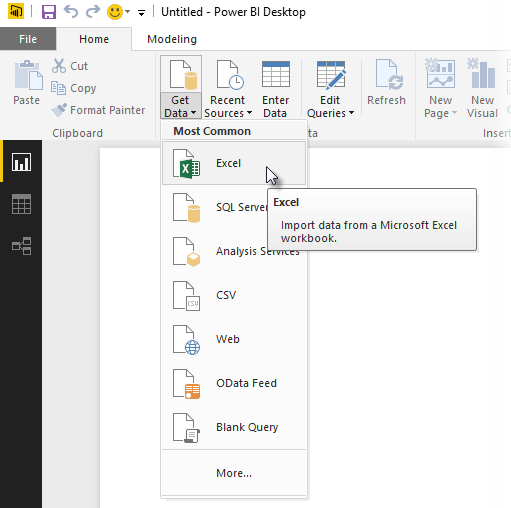 Untitled - Power BI Desktop
File Home Modeling
Paste
Cut
Copy
Format Painter
Clipboard
Get Data
Recent Sources
Enter Data
Edit Queries
Refresh
New Page
New Visual
Most Common
Excel
SQL Serve
Excel
Import data from a Microsoft Excel
workbook.
Analysis Services
CSV
CSV
Web
OData Feed
Blank Query
More...